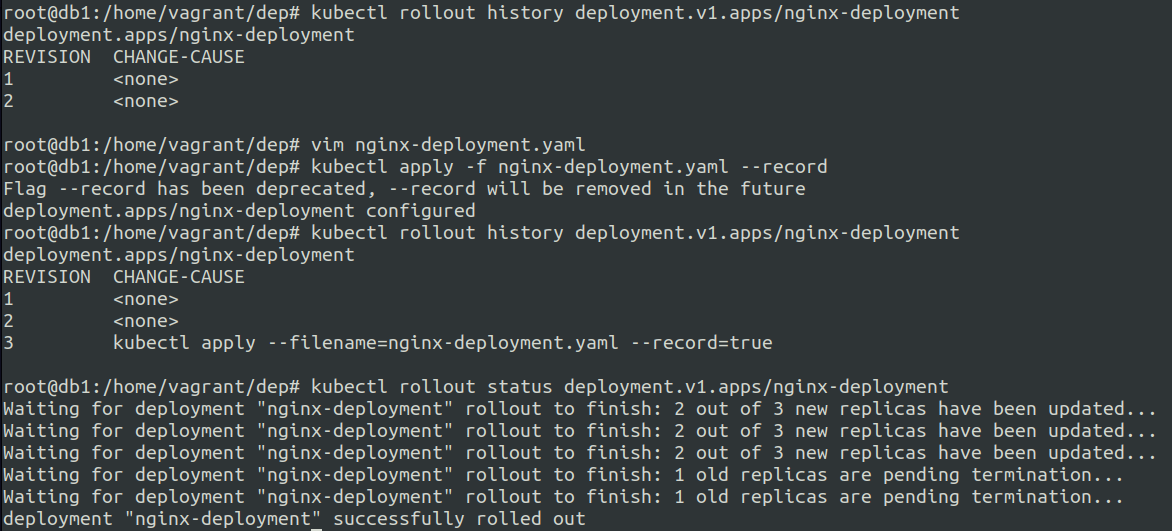 root@db1:/home/vagrant/dep# kubectl rollout history deployment.v1.apps/nginx-deployment
deployment.apps/nginx-deployment
REVISION  CHANGE-CAUSE
1         <none>
2         <none>

root@db1:/home/vagrant/dep# vim nginx-deployment.yaml
root@db1:/home/vagrant/dep# kubectl apply -f nginx-deployment.yaml --record
Flag --record has been deprecated, --record will be removed in the future
deployment.apps/nginx-deployment configured
root@db1:/home/vagrant/dep# kubectl rollout history deployment.v1.apps/nginx-deployment
deployment.apps/nginx-deployment
REVISION  CHANGE-CAUSE
1         <none>
2         <none>
3         kubectl apply --filename=nginx-deployment.yaml --record=true

root@db1:/home/vagrant/dep# kubectl rollout status deployment.v1.apps/nginx-deployment
Waiting for deployment "nginx-deployment" rollout to finish: 2 out of 3 new replicas have been updated...
Waiting for deployment "nginx-deployment" rollout to finish: 2 out of 3 new replicas have been updated...
Waiting for deployment "nginx-deployment" rollout to finish: 2 out of 3 new replicas have been updated...
Waiting for deployment "nginx-deployment" rollout to finish: 1 old replicas are pending termination...
Waiting for deployment "nginx-deployment" rollout to finish: 1 old replicas are pending termination...
deployment "nginx-deployment" successfully rolled out